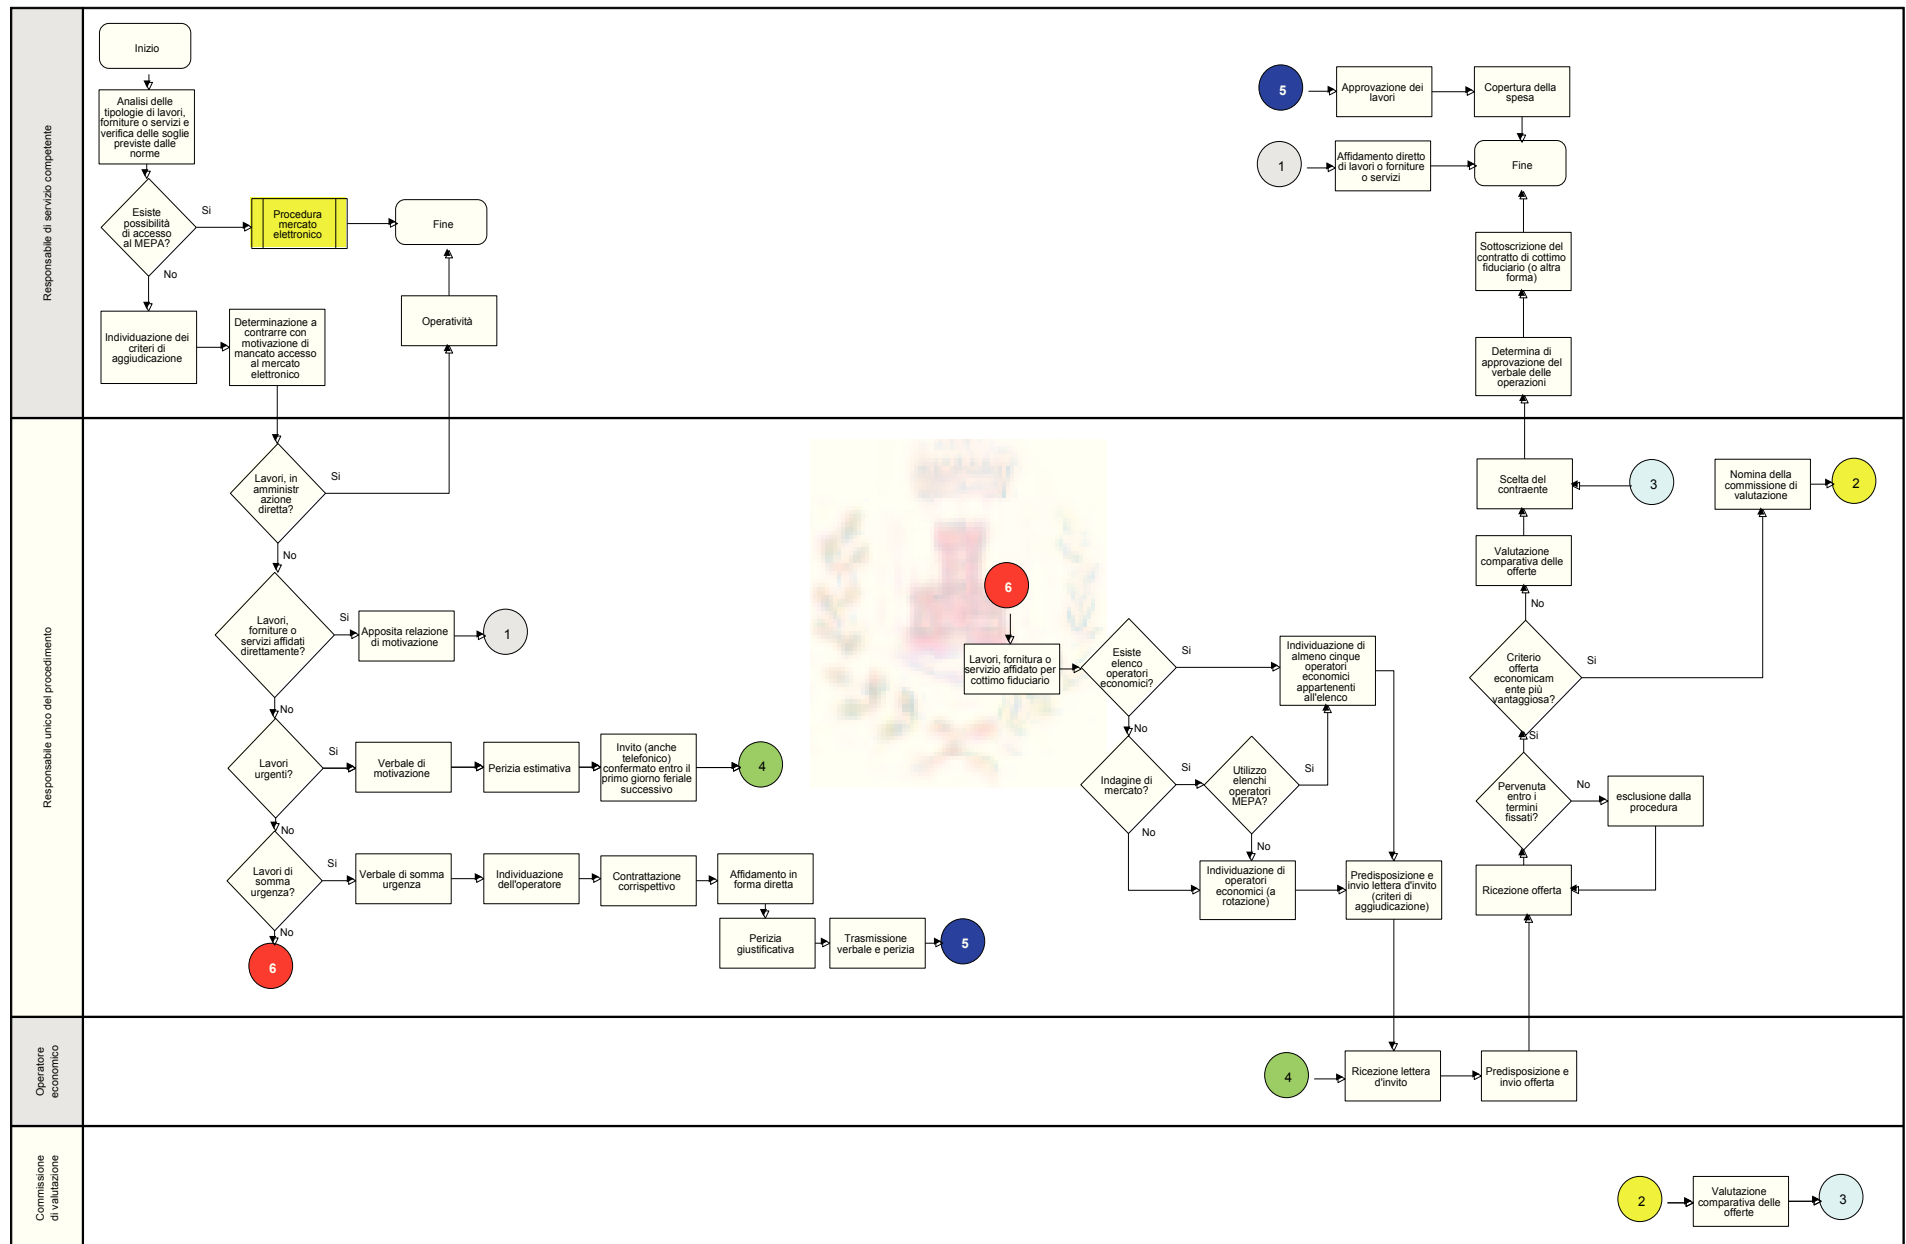 Responsabile di servizio competente
Inizio
Analisi delle
tipologie di lavori,
forniture o servizi e
verifica delle soglie
previste dalle
norme
Esiste
possibilità
di accesso
al MEPA?
Si
Procedura
mercato
elettronico
Fine
No
Individuazione dei
criteri di
aggiudicazione
Determinazione a
contrarre con
motivazione di
mancato accesso
al mercato
elettronico
Operatività
5
Approvazione dei
lavori
Copertura della
spesa
1
Affidamento diretto
di lavori o forniture
o servizi
Fine
Sottoscrizione del
contratto di cottimo
fiduciario (o altra
forma)
Determina di
approvazione del
verbale delle
operazioni
Responsabile unico del procedimento
Lavori, in
amministr
azione
diretta?
Si
No
Lavori,
forniture o
servizi affidati
direttamente?
Si
Apposita relazione
di motivazione
1
No
Lavori
urgenti?
Si
Verbale di
motivazione
Perizia estimativa
Invito (anche
telefonico)
confermato entro il
primo giorno feriale
successivo
4
No
Lavori di
somma
urgenza?
Si
Verbale di somma
urgenza
Individuazione
dell'operatore
Contrattazione
corrispettivo
Affidamento in
forma diretta
Perizia
giustificativa
Trasmissione
verbale e perizia
5
No
6
6
Lavori, fornitura o
servizio affidato per
cottimo fiduciario
Esiste
elenco
operatori
economici?
Si
Individuazione di
almeno cinque
operatori
economici
appartenenti
all'elenco
No
Indagine di
mercato?
Si
Utilizzo
elenchi
operatori
MEPA?
Si
No
No
Individuazione di
operatori
economici (a
rotazione)
Predisposizione e
invio lettera d'invito
(criteri di
aggiudicazione)
Scelta del
contraente
3
Nomina della
commissione di
valutazione
2
Valutazione
comparativa delle
offerte
No
Criterio
offerta
economicam
ente più
vantaggiosa?
Si
Si
Pervenuta
entro i
termini
fissati?
No
esclusione dalla
procedura
Ricezione offerta
Operatore
economico
4
Ricezione lettera
d'invito
Predisposizione e
invio offerta
Commissione
di valutazione
2
Valutazione
comparativa delle
offerte
3